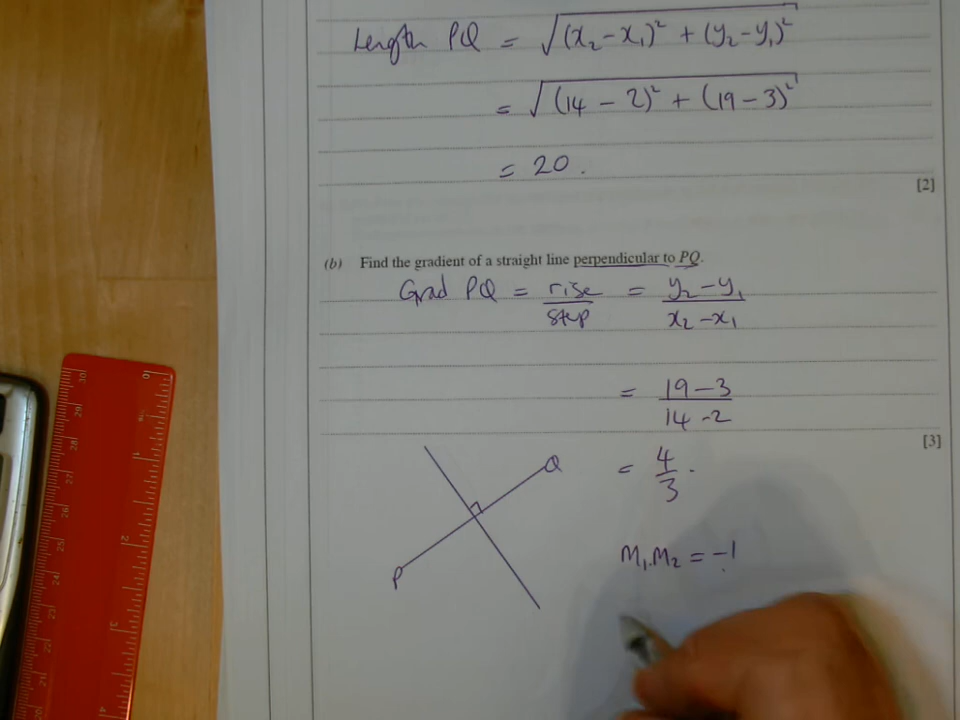 Length PQ = √(x₂-x₁)² + (y₂-y₁)²
= √(14 - 2)² + (19-3)²
= 20.
[2]
(b) Find the gradient of a straight line perpendicular to PQ.
Grad PQ = rise/step = y₂-y₁/x₂-x₁
= 19-3/14-2
[3]
= 4/3.
Q
P
M₁.M₂ = -1